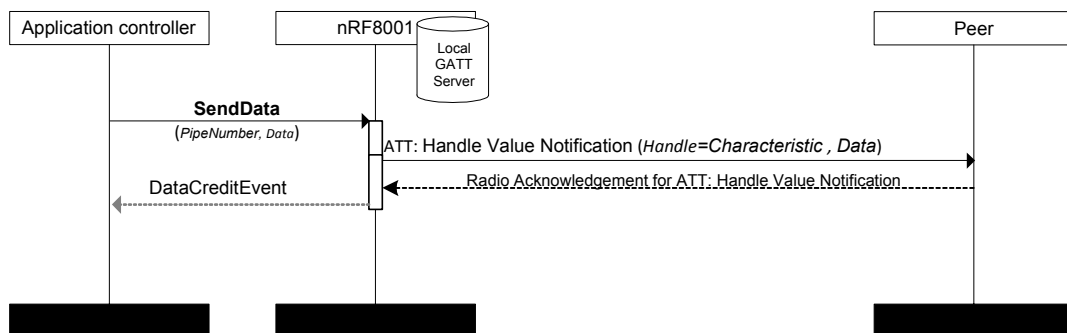 Application controller
nRF8001
Peer
Local
GATT
Server
SendData
(PipeNumber, Data)
ATT: Handle Value Notification (Handle=Characteristic , Data)
Radio Acknowledgement for ATT: Handle Value Notification
DataCreditEvent